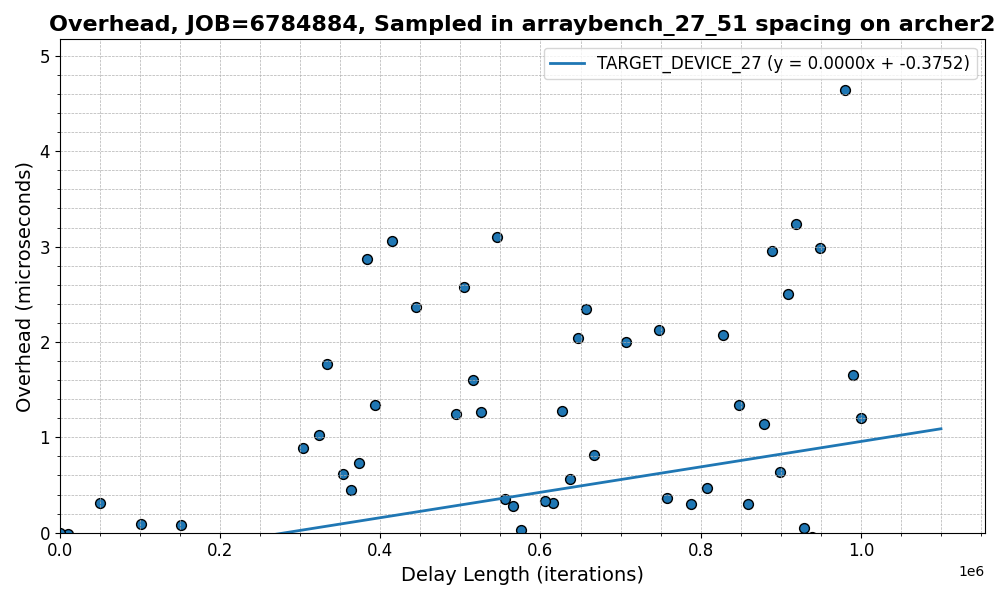 Overhead, JOB=6784884, Sampled in arraybench_27_51 spacing on archer2
TARGET_DEVICE_27 (y = 0.0000x + -0.3752)
Overhead (microseconds)
5
4
3
2
1
0
0.0 0.2 0.4 0.6 0.8 1.0
1e6
Delay Length (iterations)